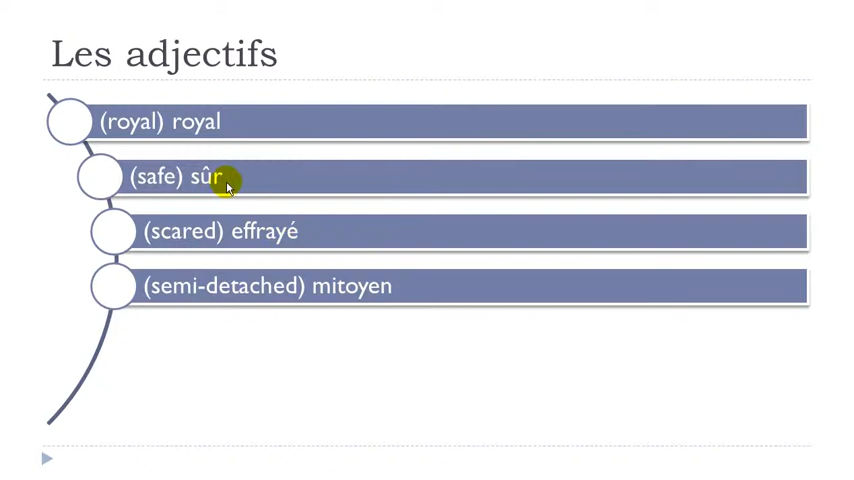 Les adjectifs
(royal) royal
(safe) sûr
(scared) effrayé
(semi-detached) mitoyen